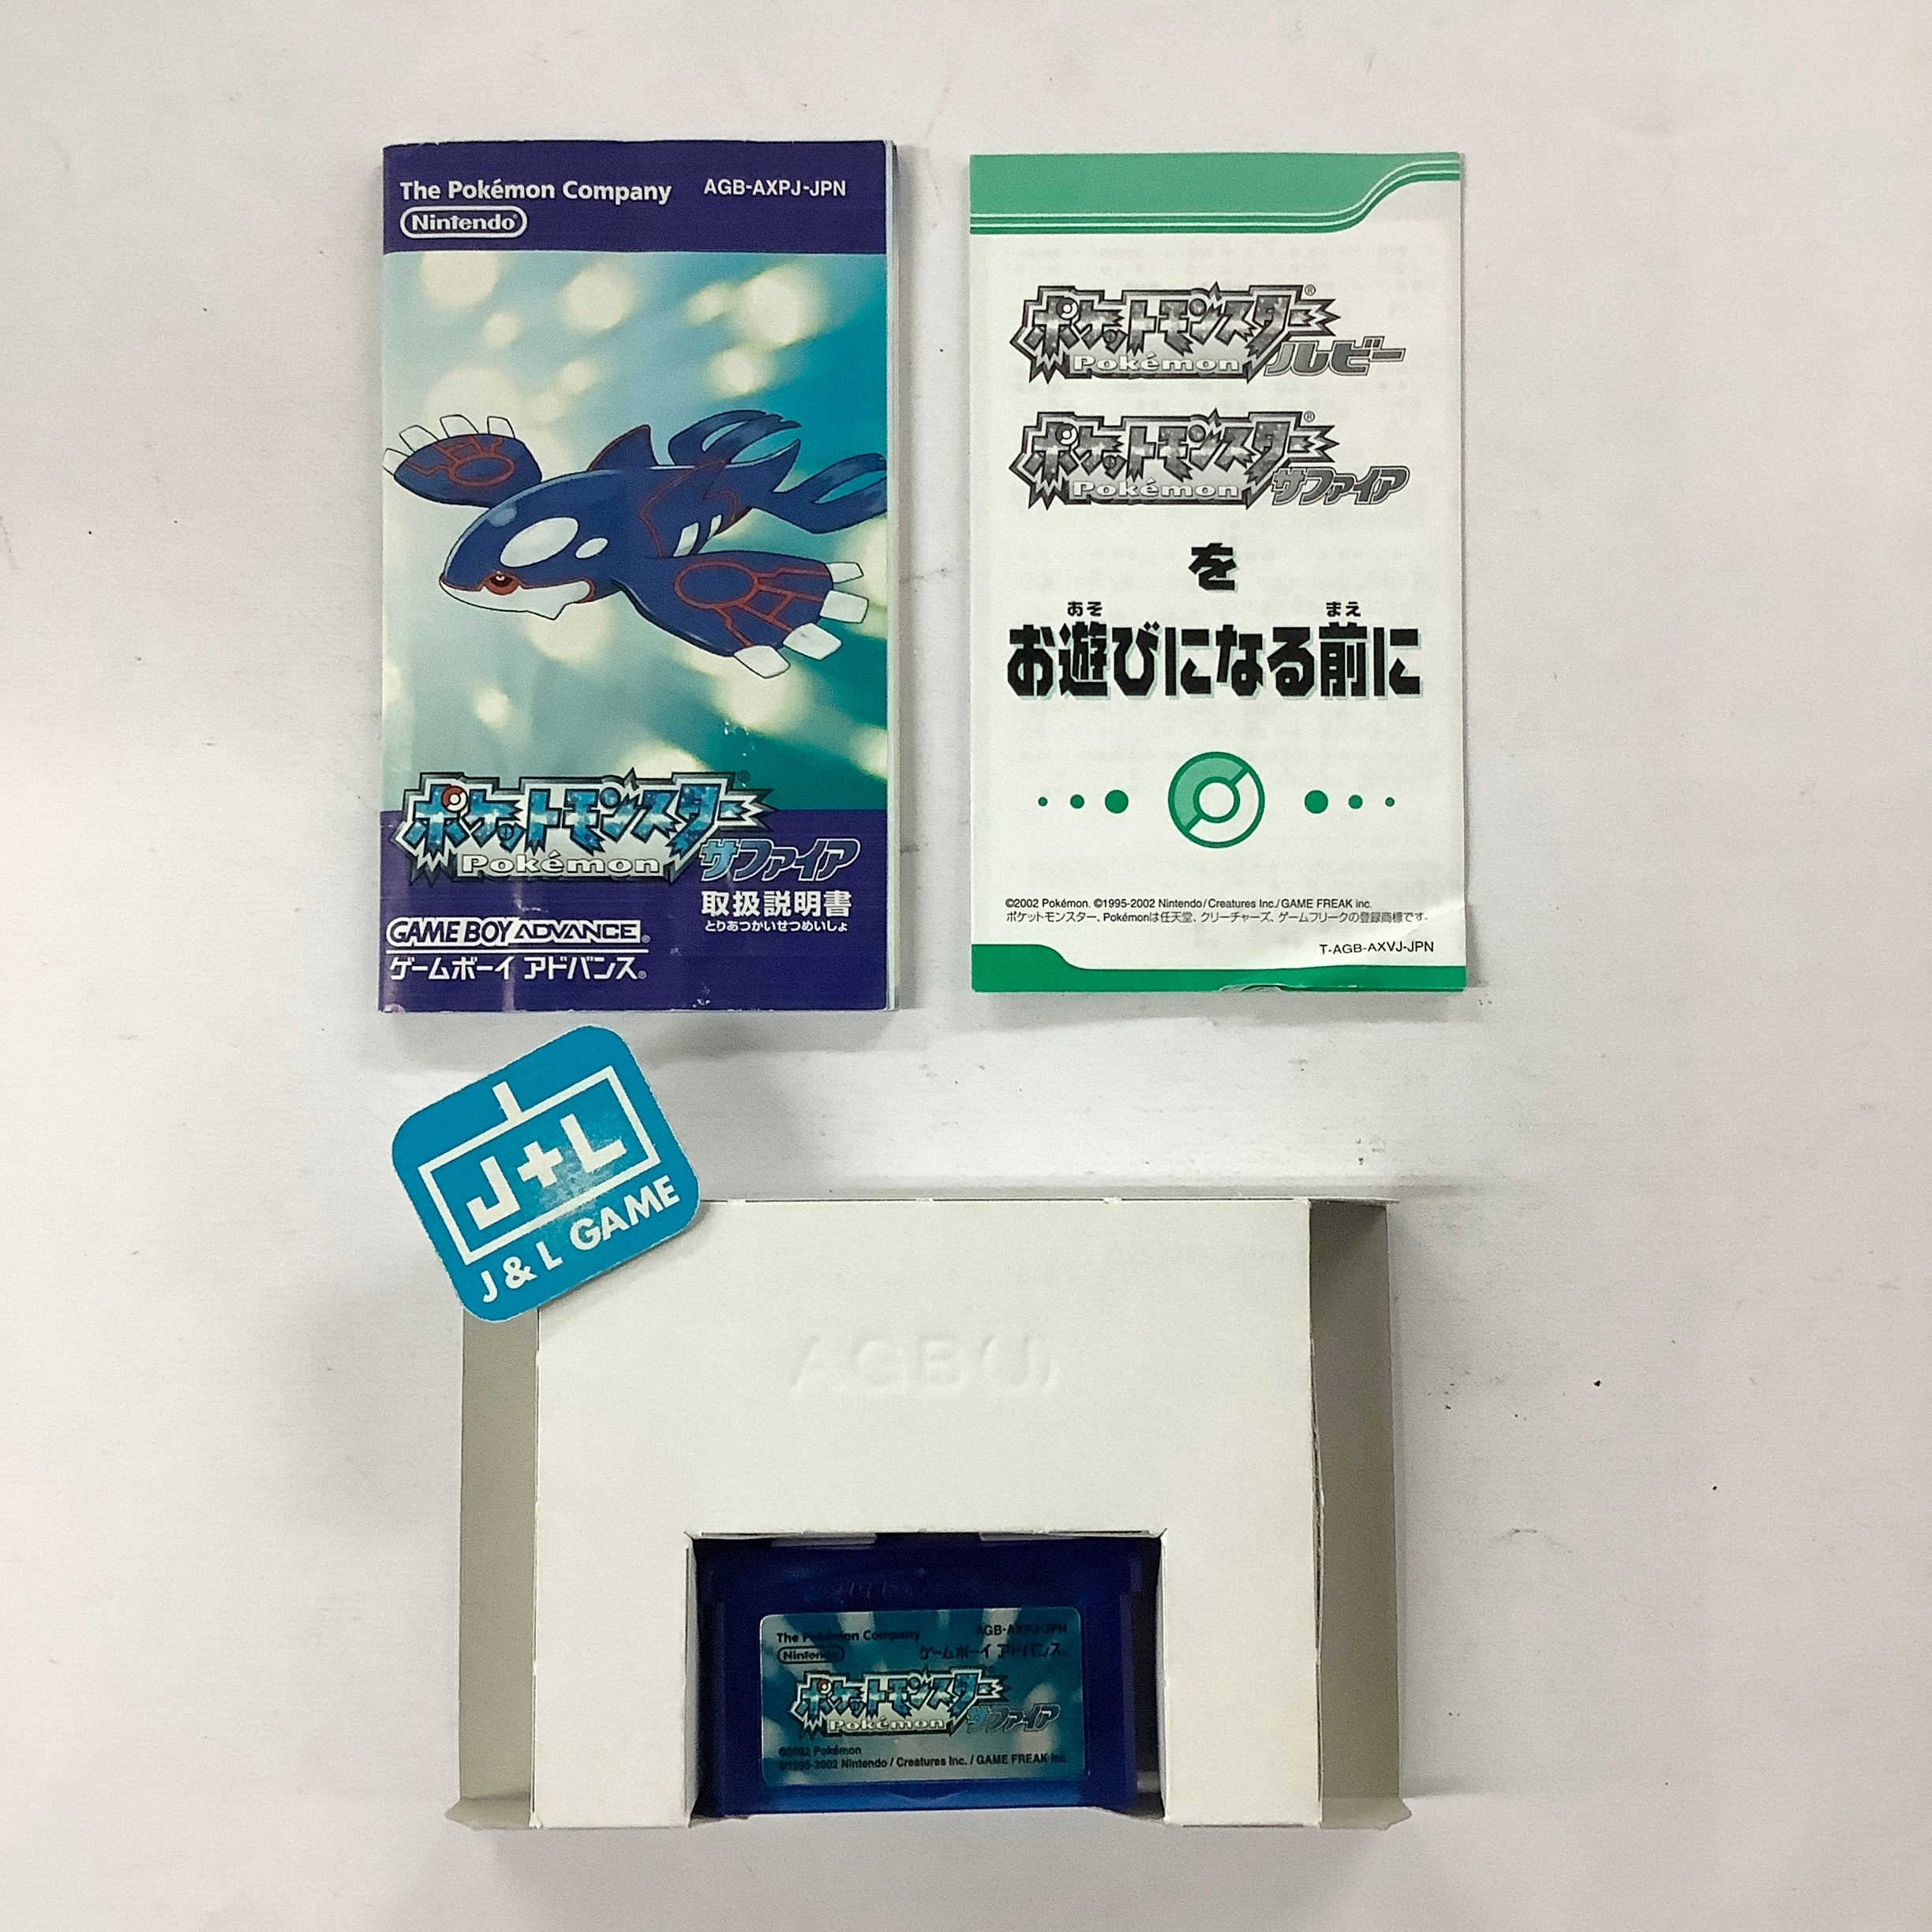 The Pokémon Company AGB-AXPJ-JPN
Nintendo®
ポケットモンスター®
Pokémon サファイア
取扱説明書
とりあつかいせつめいしょ
GAME BOY ADVANCE®
ゲームボーイ アドバンス®
ポケットモンスター®
Pokémon ルビー
ポケットモンスター®
Pokémon サファイア
を
あそ まえ
お遊びになる前に
©2002 Pokémon. ©1995-2002 Nintendo/Creatures Inc./GAME FREAK inc.
ポケットモンスター、Pokémonは任天堂、クリーチャーズ、ゲームフリークの登録商標です。
T-AGB-AXVJ-JPN
J+L
J&L GAME
AGB(J)
The Pokémon Company AGB-AXPJ-JPN
Nintendo ゲームボーイ アドバンス
ポケットモンスター
Pokémon サファイア
©2002 Pokémon
©1995-2002 Nintendo / Creatures Inc. / GAME FREAK inc.